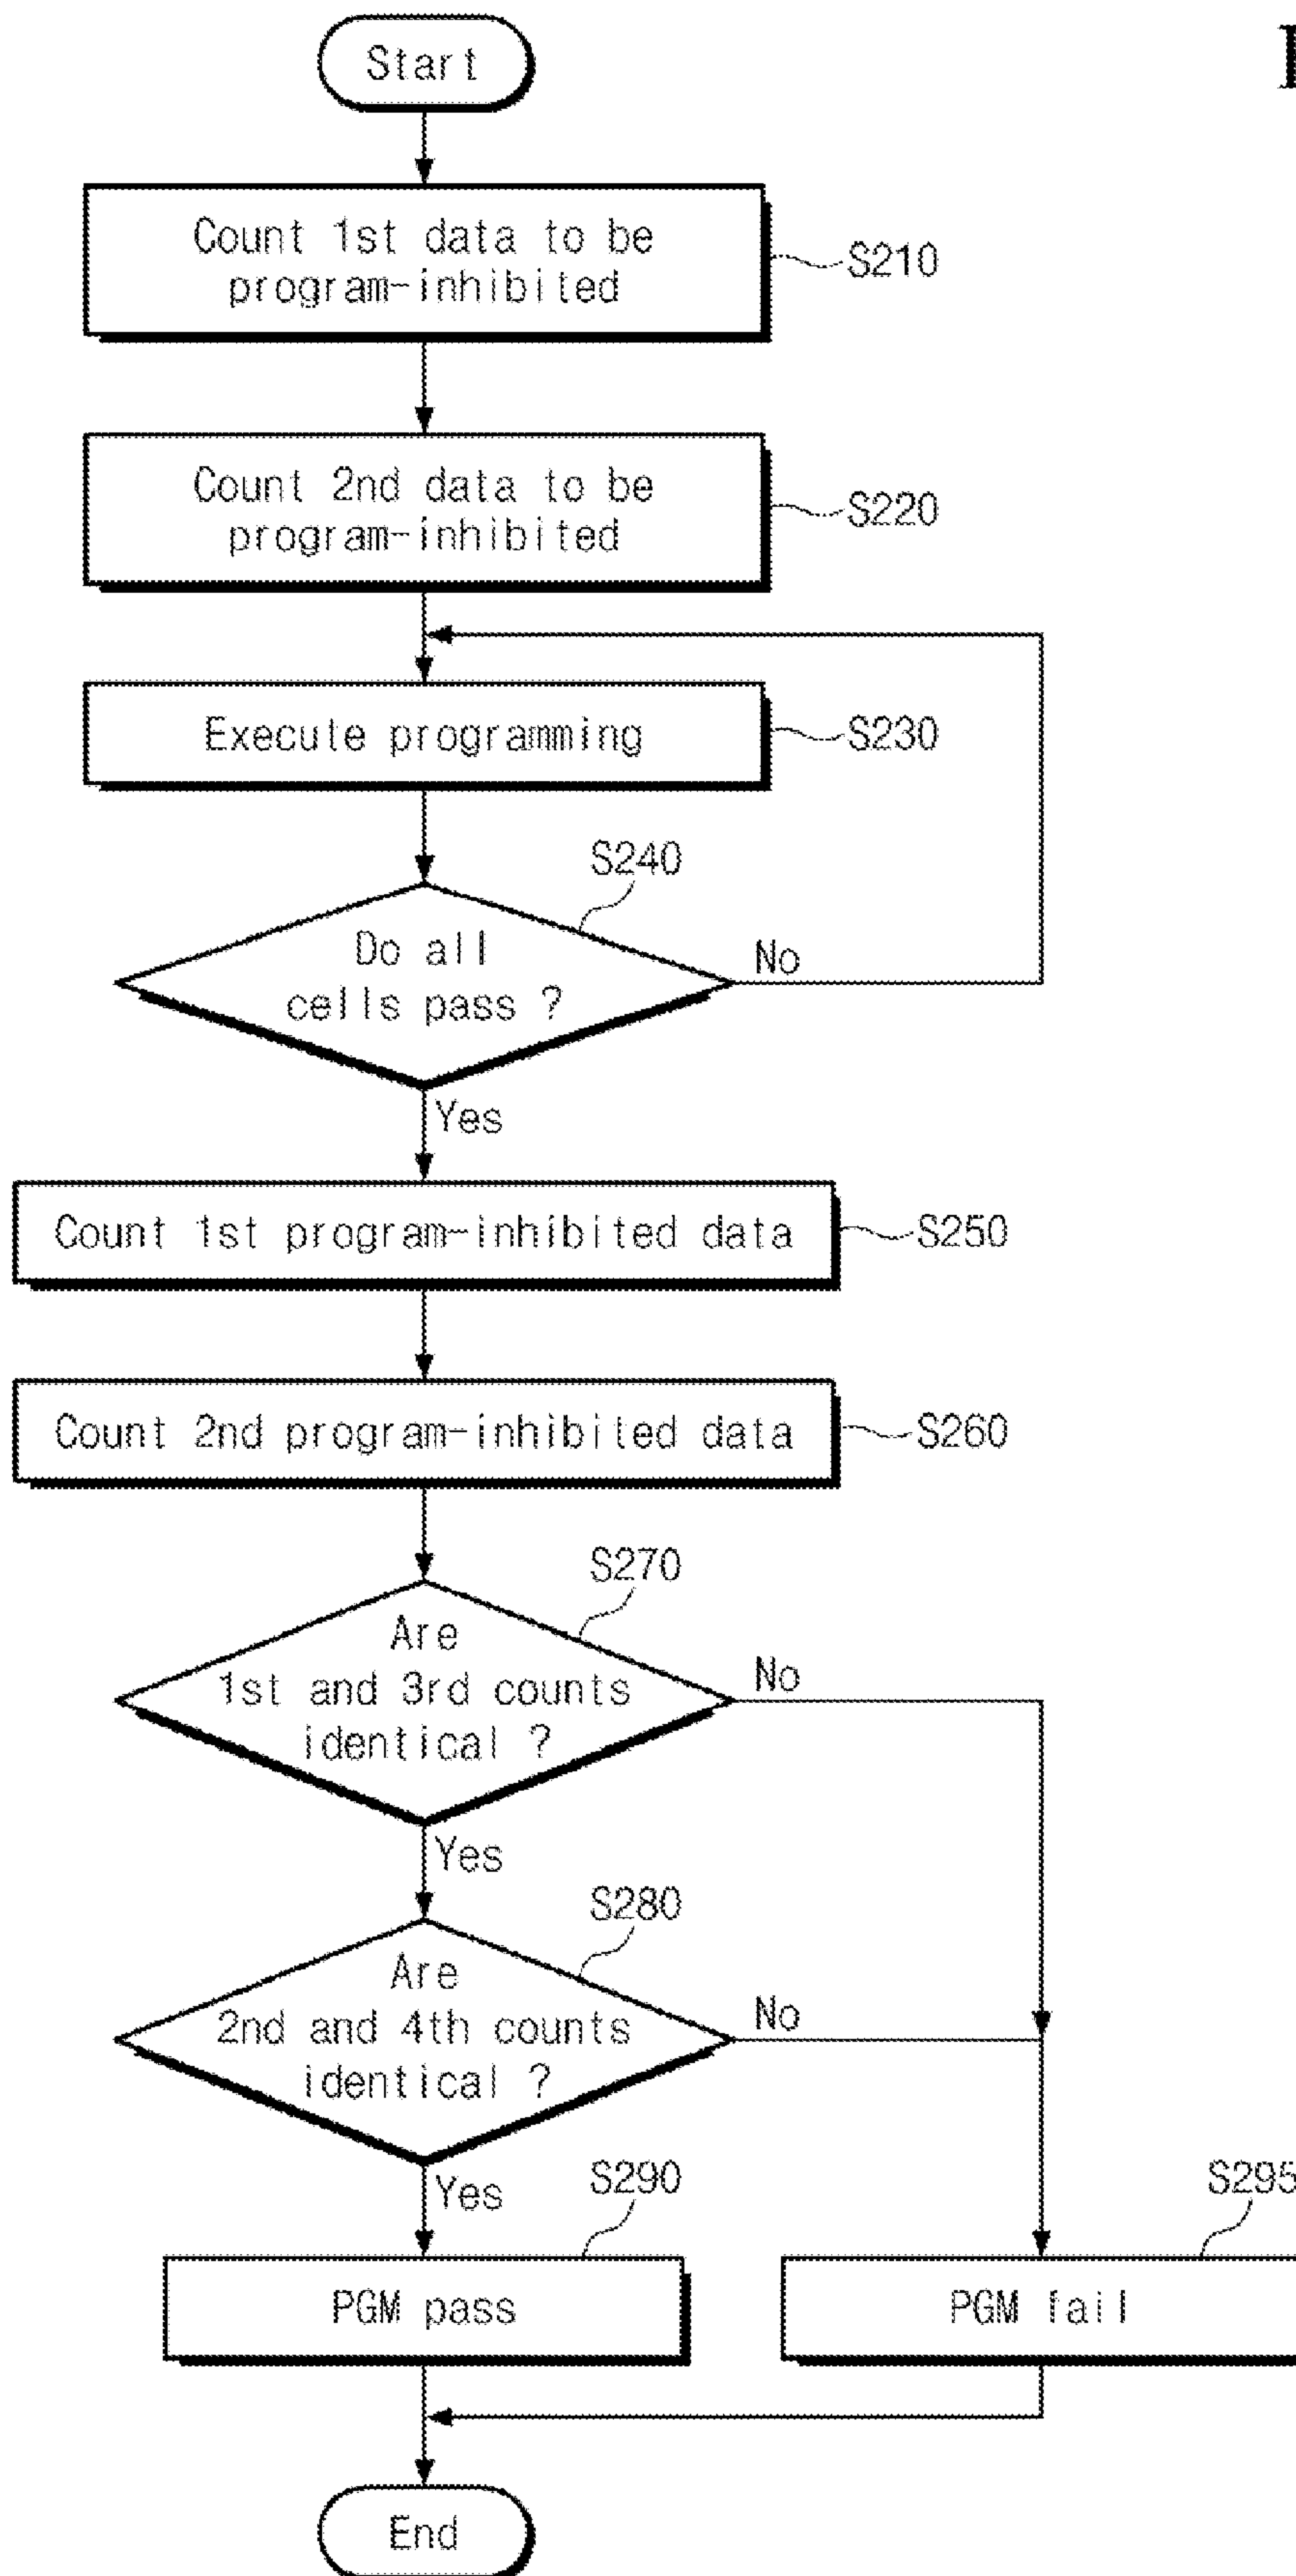 Start
Count 1st data to be
program-inhibited
S210
Count 2nd data to be
program-inhibited
S220
Execute programming
S230
S240
Do all
cells pass ?
No
Yes
Count 1st program-inhibited data
S250
Count 2nd program-inhibited data
S260
S270
Are
1st and 3rd counts
identical ?
No
Yes
S280
Are
2nd and 4th counts
identical ?
No
Yes
S290
S295
PGM pass
PGM fail
End